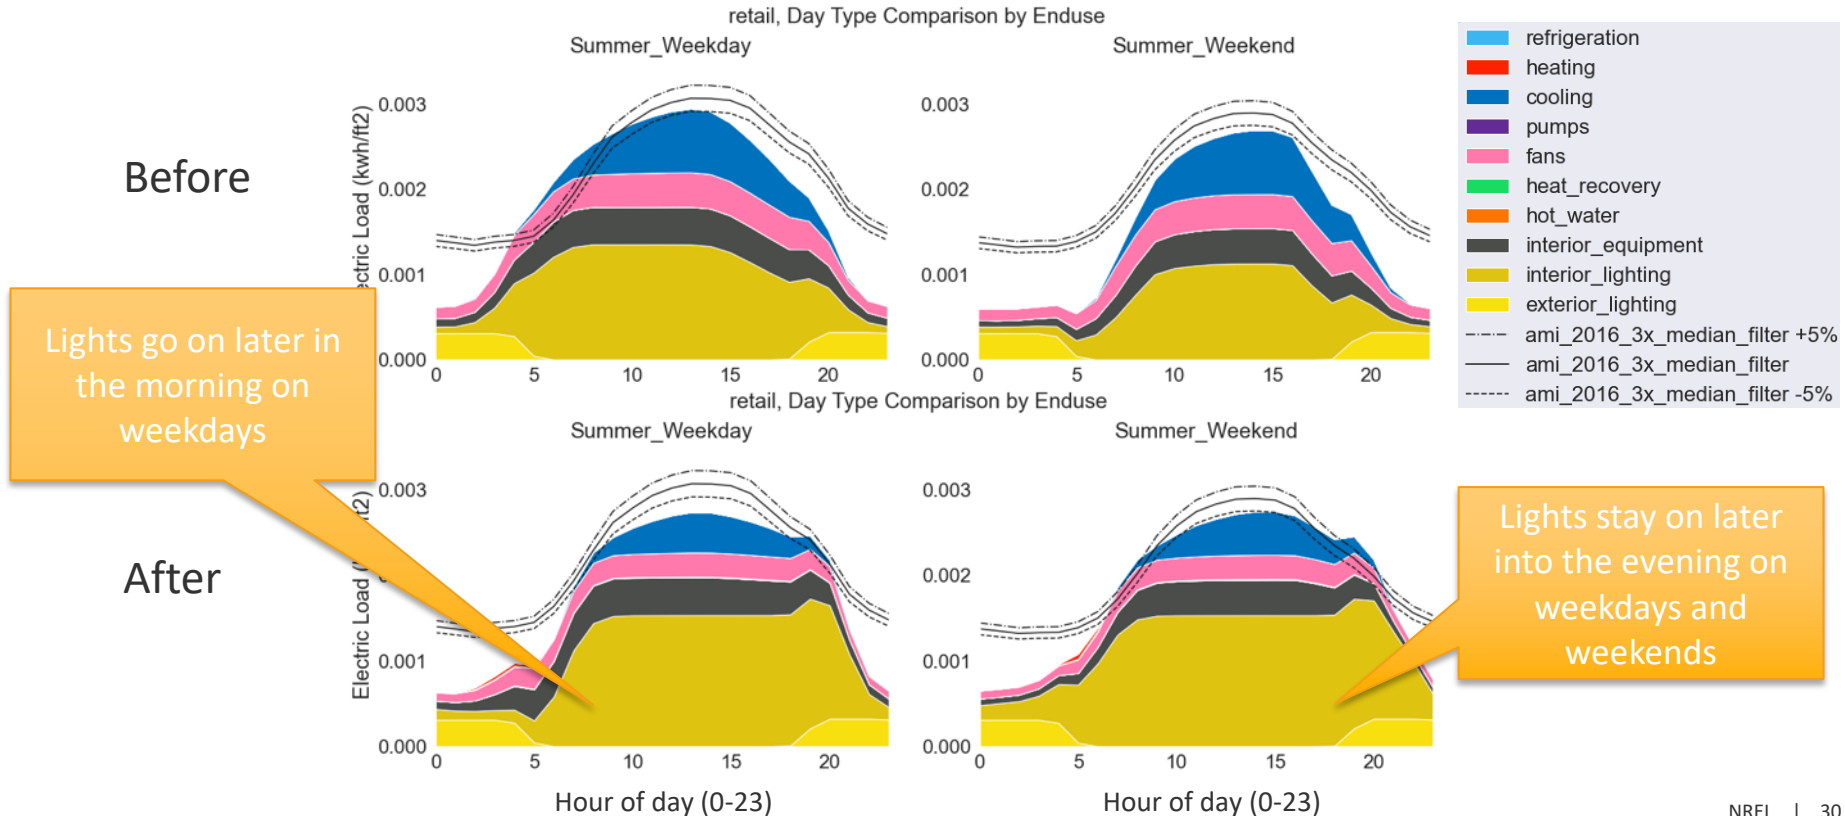 retail, Day Type Comparison by Enduse
Summer_Weekday
Summer_Weekend
Before
Electric Load (kwh/ft2)
0.003
0.002
0.001
0.000
0 5 10 15 20
0.003
0.002
0.001
0.000
0 5 10 15 20
refrigeration
heating
cooling
pumps
fans
heat_recovery
hot_water
interior_equipment
interior_lighting
exterior_lighting
ami_2016_3x_median_filter +5%
ami_2016_3x_median_filter
ami_2016_3x_median_filter -5%
Lights go on later in
the morning on
weekdays
retail, Day Type Comparison by Enduse
Summer_Weekday
Summer_Weekend
After
Electric Load ( ft2)
0.003
0.001
0.000
0 5 10 15 20
Hour of day (0-23)
0.003
0.002
0.001
0.000
0 5 10 15 20
Hour of day (0-23)
Lights stay on later
into the evening on
weekdays and
weekends
NREL | 30